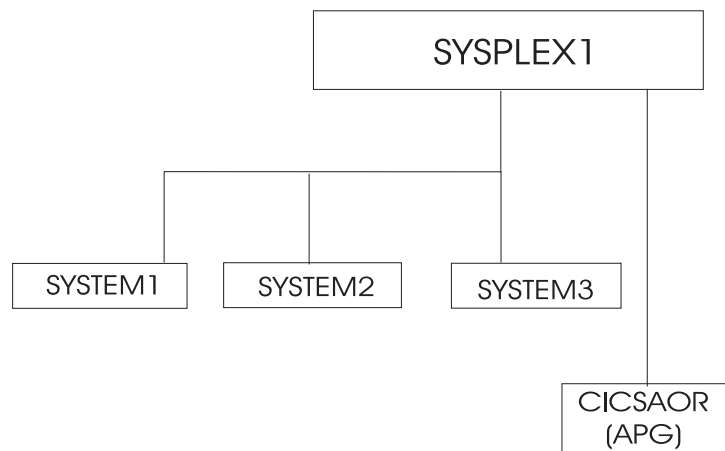 SYSPLEX1
SYSTEM1
SYSTEM2
SYSTEM3
CICSAOR
(APG)